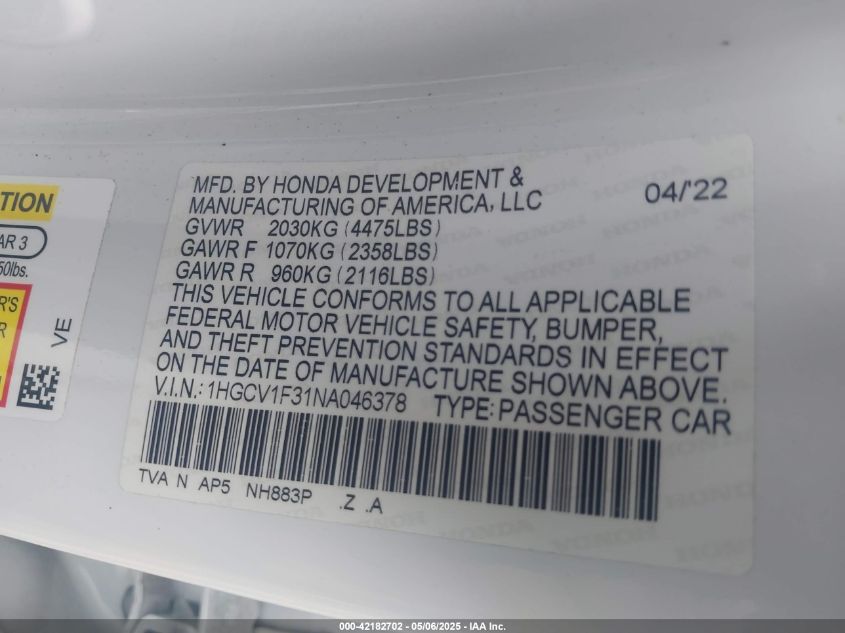 TION
AR 3
50lbs.
R'S
R
VE
MFD. BY HONDA DEVELOPMENT &
MANUFACTURING OF AMERICA, LLC
04/'22
GVWR 2030KG (4475LBS)
GAWR F 1070KG (2358LBS)
GAWR R 960KG (2116LBS)
THIS VEHICLE CONFORMS TO ALL APPLICABLE
FEDERAL MOTOR VEHICLE SAFETY, BUMPER,
AND THEFT PREVENTION STANDARDS IN EFFECT
ON THE DATE OF MANUFACTURE SHOWN ABOVE.
V.I.N.: 1HGCV1F31NA046378 TYPE: PASSENGER CAR
TVA N AP5 NH883P .Z .A
000-42182702 - 05/06/2025 - IAA Inc.